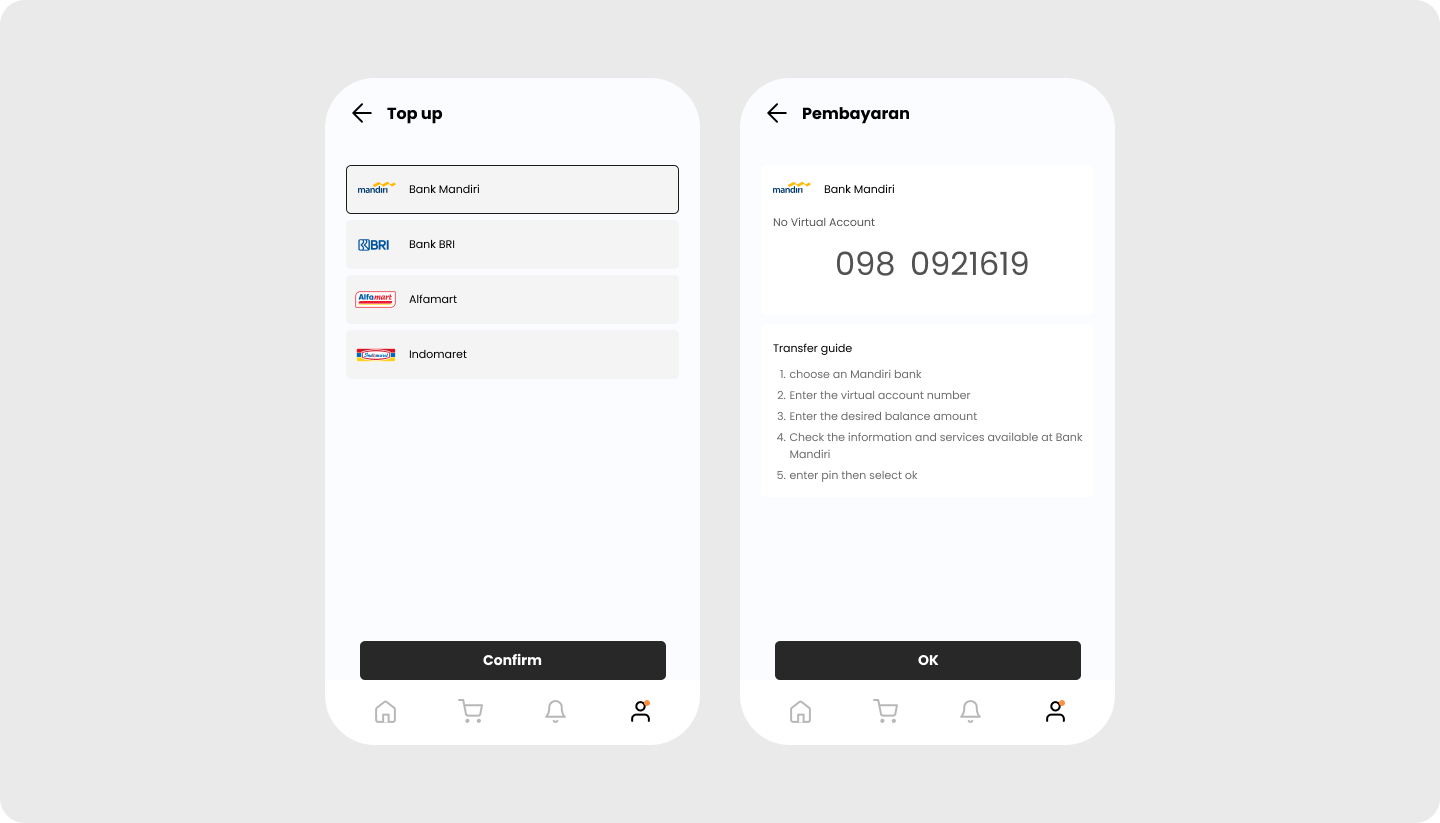 Top up
mandiri Bank Mandiri
BRI Bank BRI
Alfamart Alfamart
Indomaret Indomaret
Confirm
Pembayaran
mandiri Bank Mandiri
No Virtual Account
098 0921619
Transfer guide
1. choose an Mandiri bank
2. Enter the virtual account number
3. Enter the desired balance amount
4. Check the information and services available at Bank
Mandiri
5. enter pin then select ok
OK